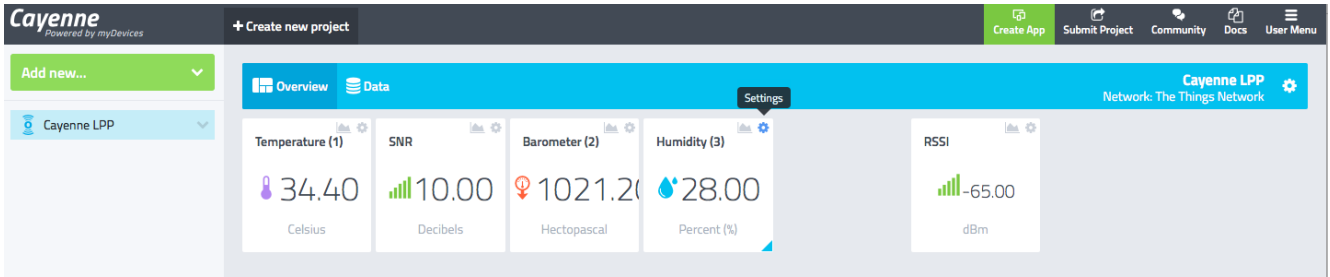 Cayenne
Powered by myDevices
+ Create new project
Create App
Submit Project
Community
Docs
User Menu
Add new...
Cayenne LPP
Overview
Data
Settings
Cayenne LPP
Network: The Things Network
Temperature (1)
34.40
Celsius
SNR
10.00
Decibels
Barometer (2)
1021.2
Hectopascal
Humidity (3)
28.00
Percent (%)
RSSI
-65.00
dBm